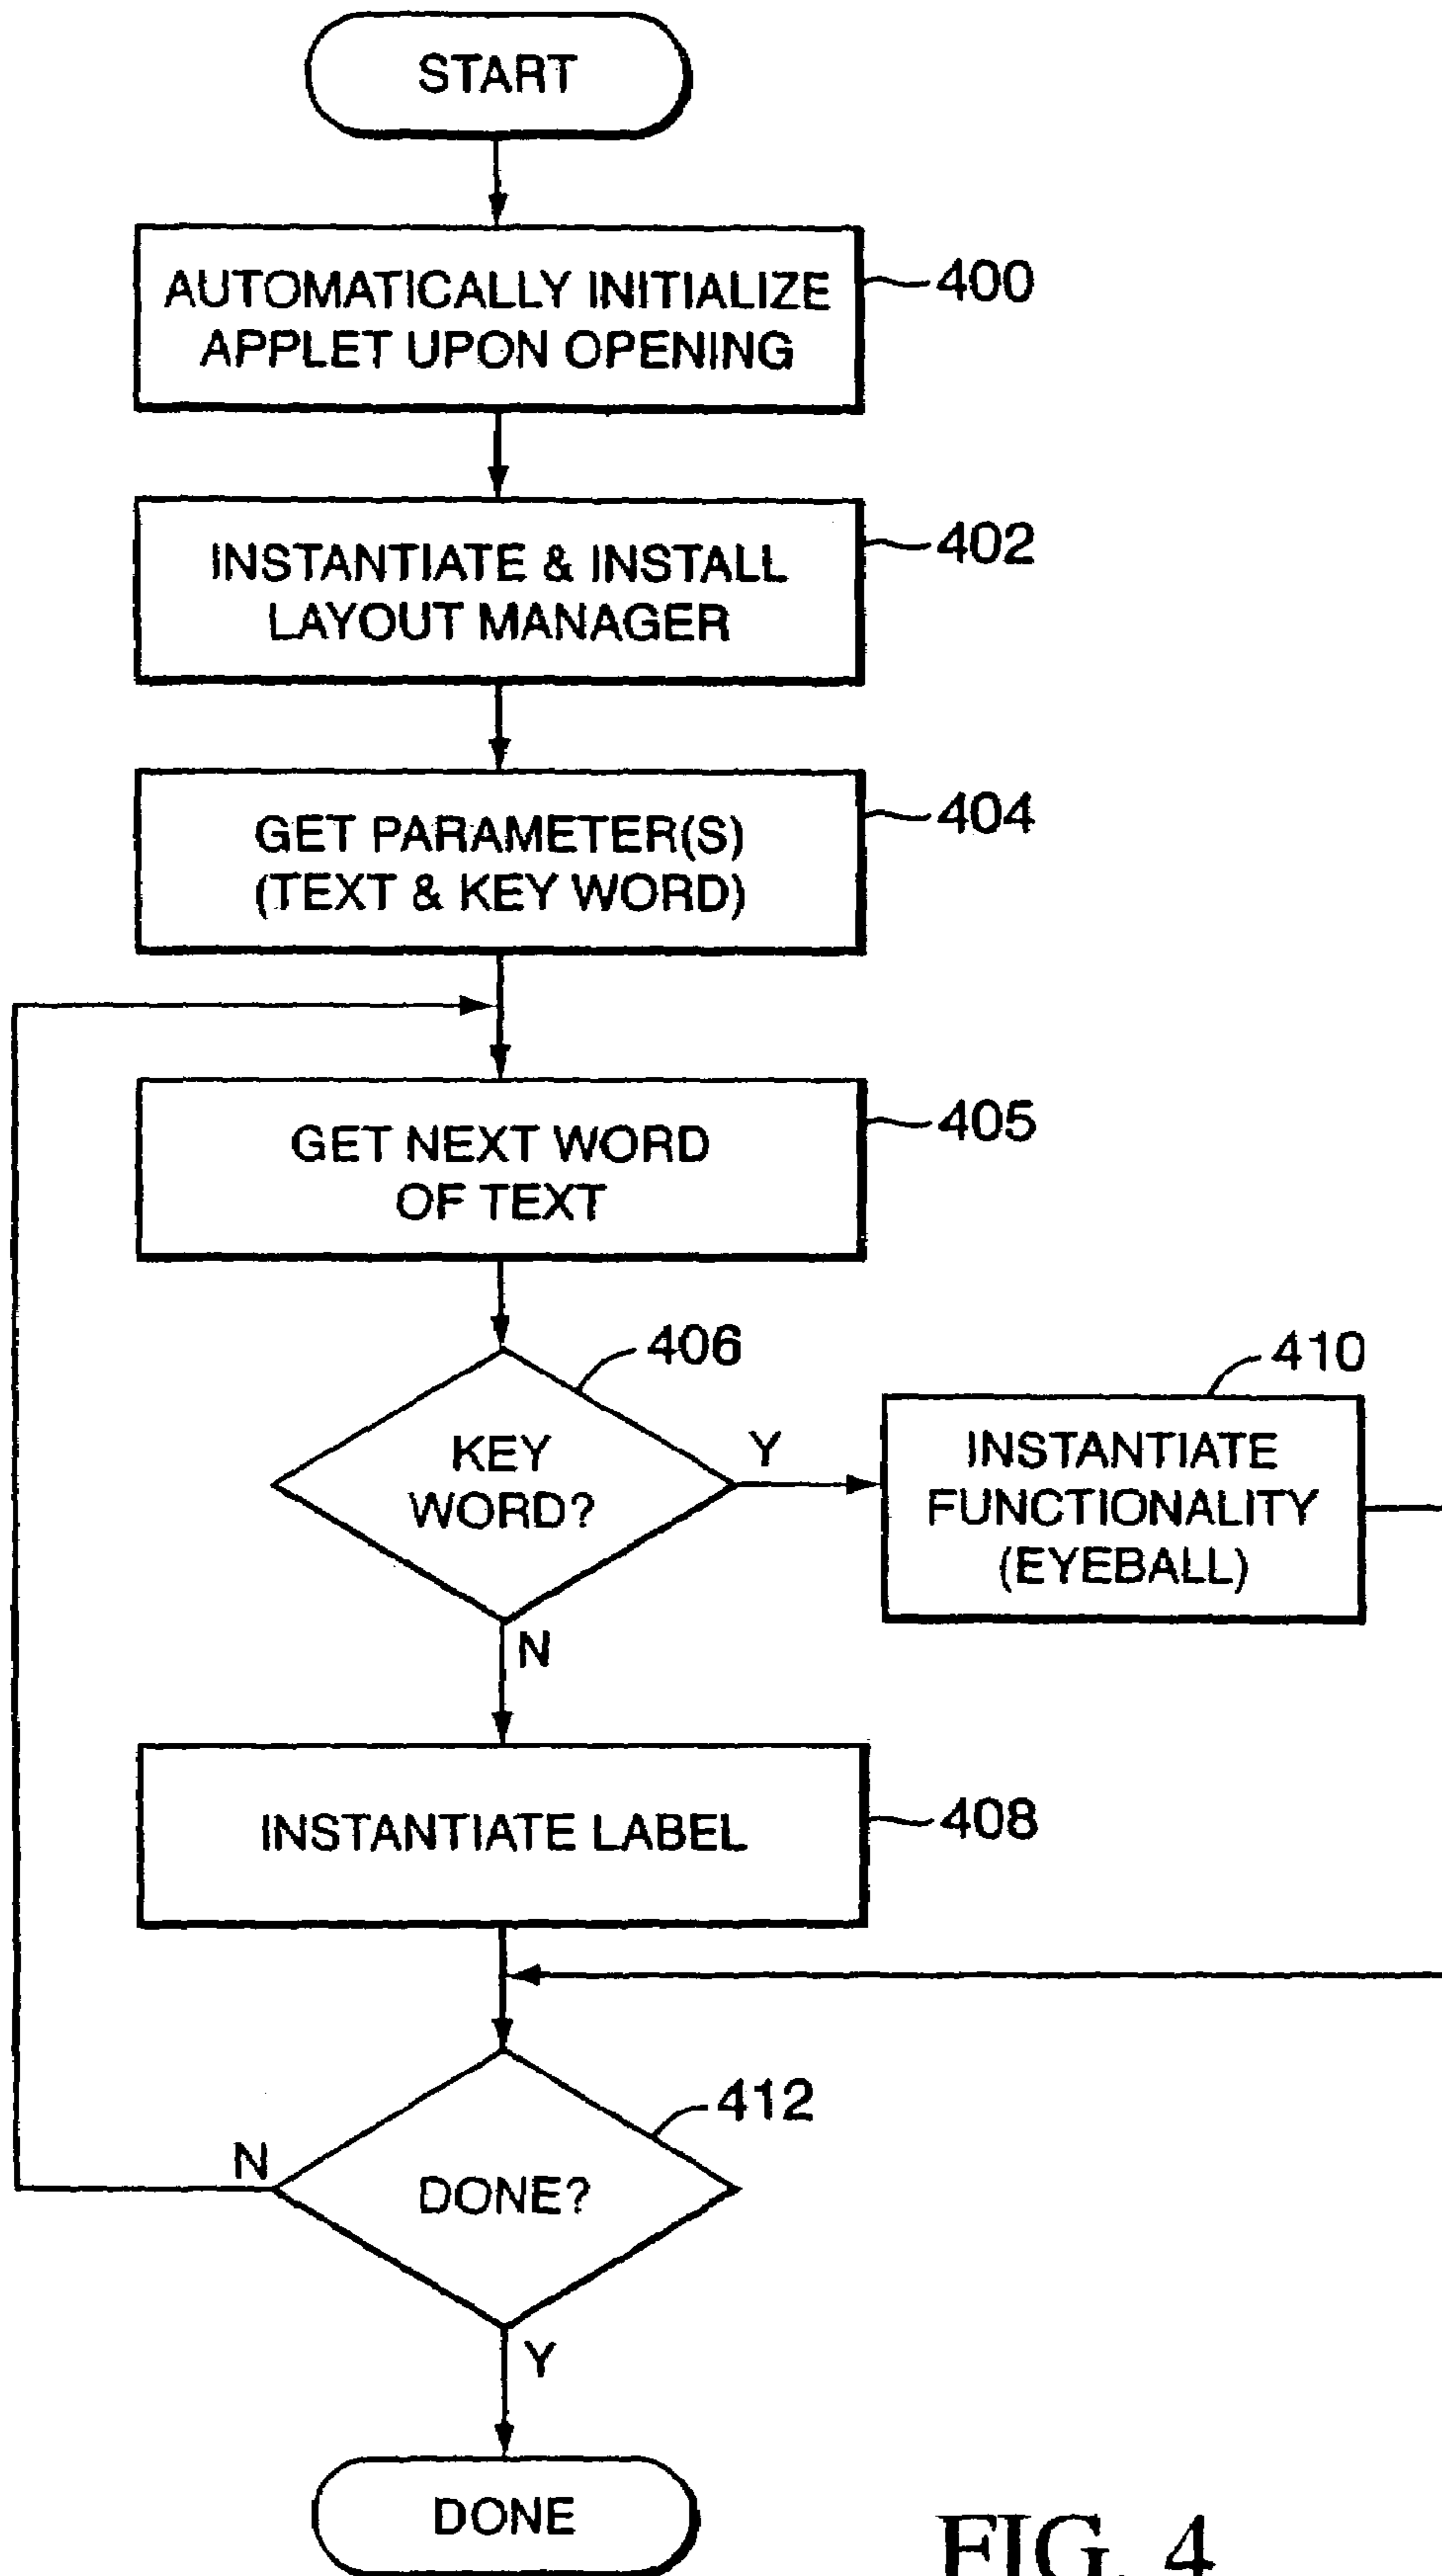 START
AUTOMATICALLY INITIALIZE
APPLET UPON OPENING
400
INSTANTIATE & INSTALL
LAYOUT MANAGER
402
GET PARAMETER(S)
(TEXT & KEY WORD)
404
GET NEXT WORD
OF TEXT
405
406
KEY
WORD?
Y
N
410
INSTANTIATE
FUNCTIONALITY
(EYEBALL)
INSTANTIATE LABEL
408
412
DONE?
N
Y
DONE
FIG. 4